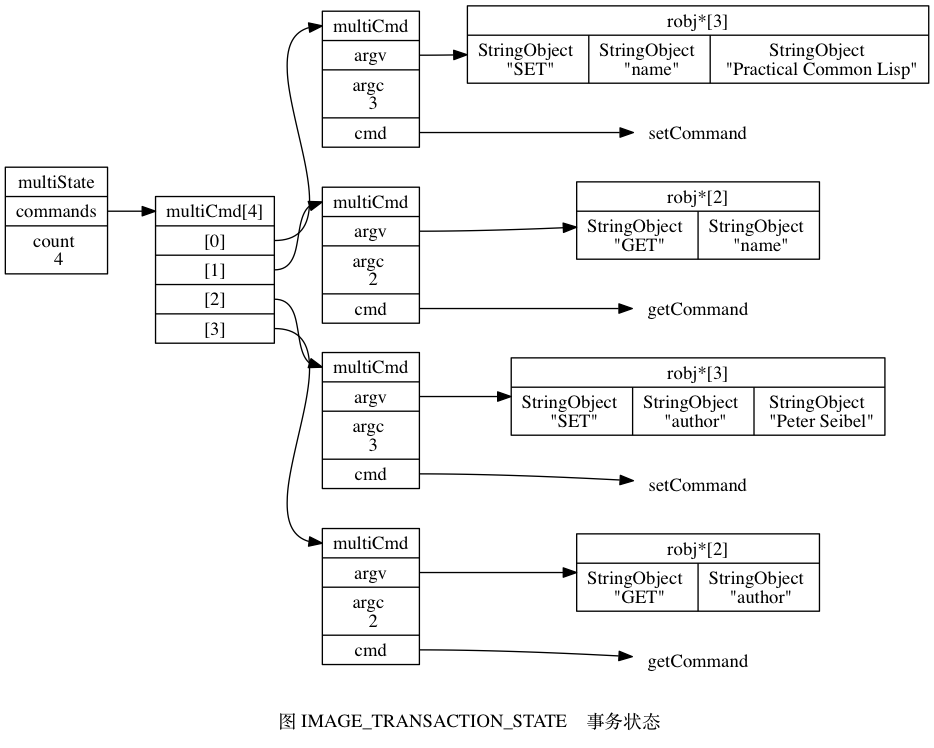 multiState
commands
count
4
multiCmd[4]
[0]
[1]
[2]
[3]
multiCmd
argv
argc
3
cmd
robj*[3]
StringObject
"SET"
StringObject
"name"
StringObject
"Practical Common Lisp"
setCommand
multiCmd
argv
argc
2
cmd
robj*[2]
StringObject
"GET"
StringObject
"name"
getCommand
multiCmd
argv
argc
3
cmd
robj*[3]
StringObject
"SET"
StringObject
"author"
StringObject
"Peter Seibel"
setCommand
multiCmd
argv
argc
2
cmd
robj*[2]
StringObject
"GET"
StringObject
"author"
getCommand
图 IMAGE_TRANSACTION_STATE 事务状态